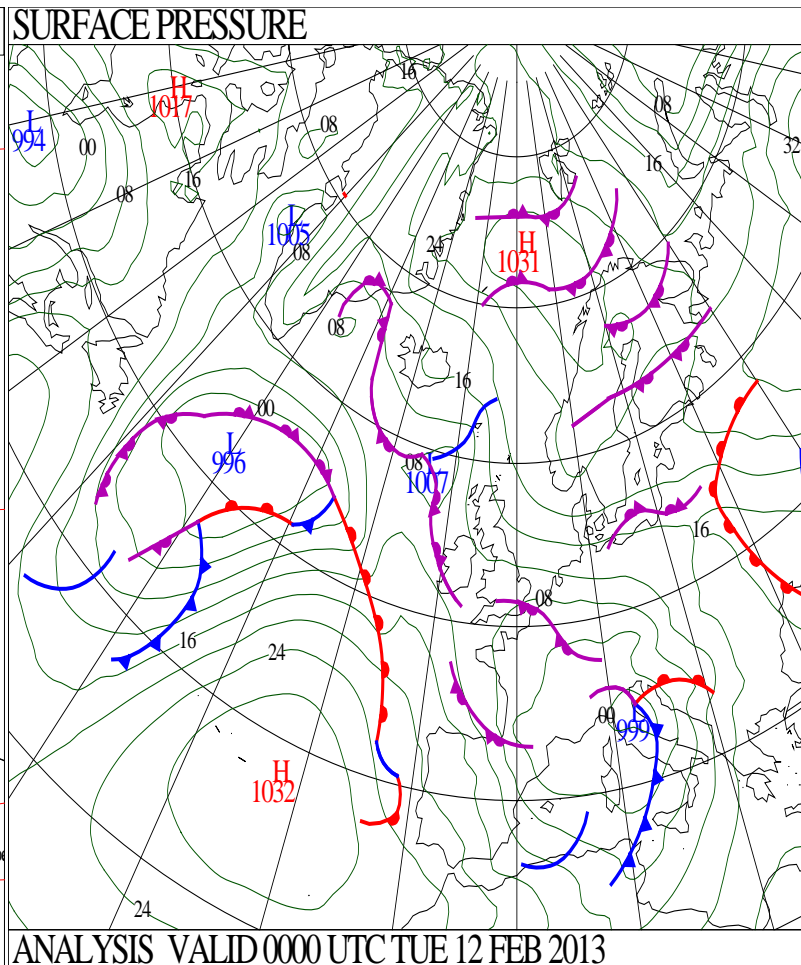 SURFACE PRESSURE
16
H
1017
08
32
L
994
00
08
16
08
16
L
1005
08
24
H
1031
08
16
00
L
996
08
L
1007
16
08
16
24
00
L
999
H
1032
24
ANALYSIS VALID 0000 UTC TUE 12 FEB 2013